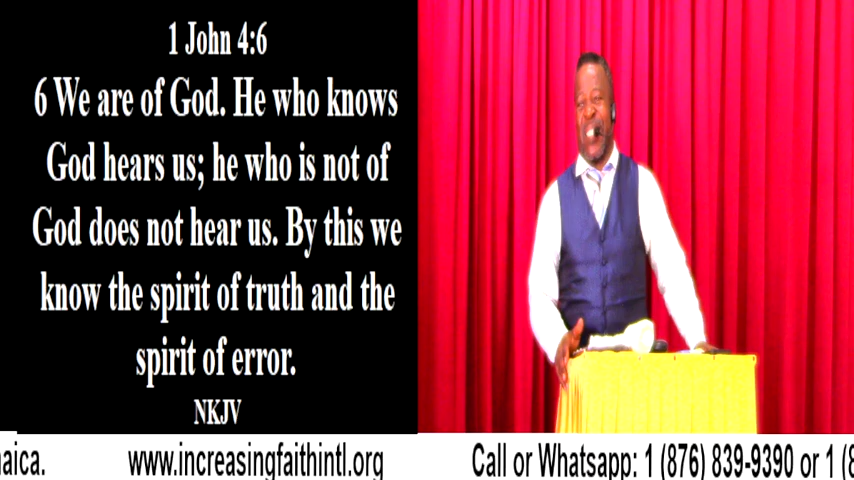 1 John 4:6
6 We are of God. He who knows
God hears us; he who is not of
God does not hear us. By this we
know the spirit of truth and the
spirit of error.
NKJV
www.increasingfaithintl.org Call or Whatsapp: 1 (876) 839-9390 or 1